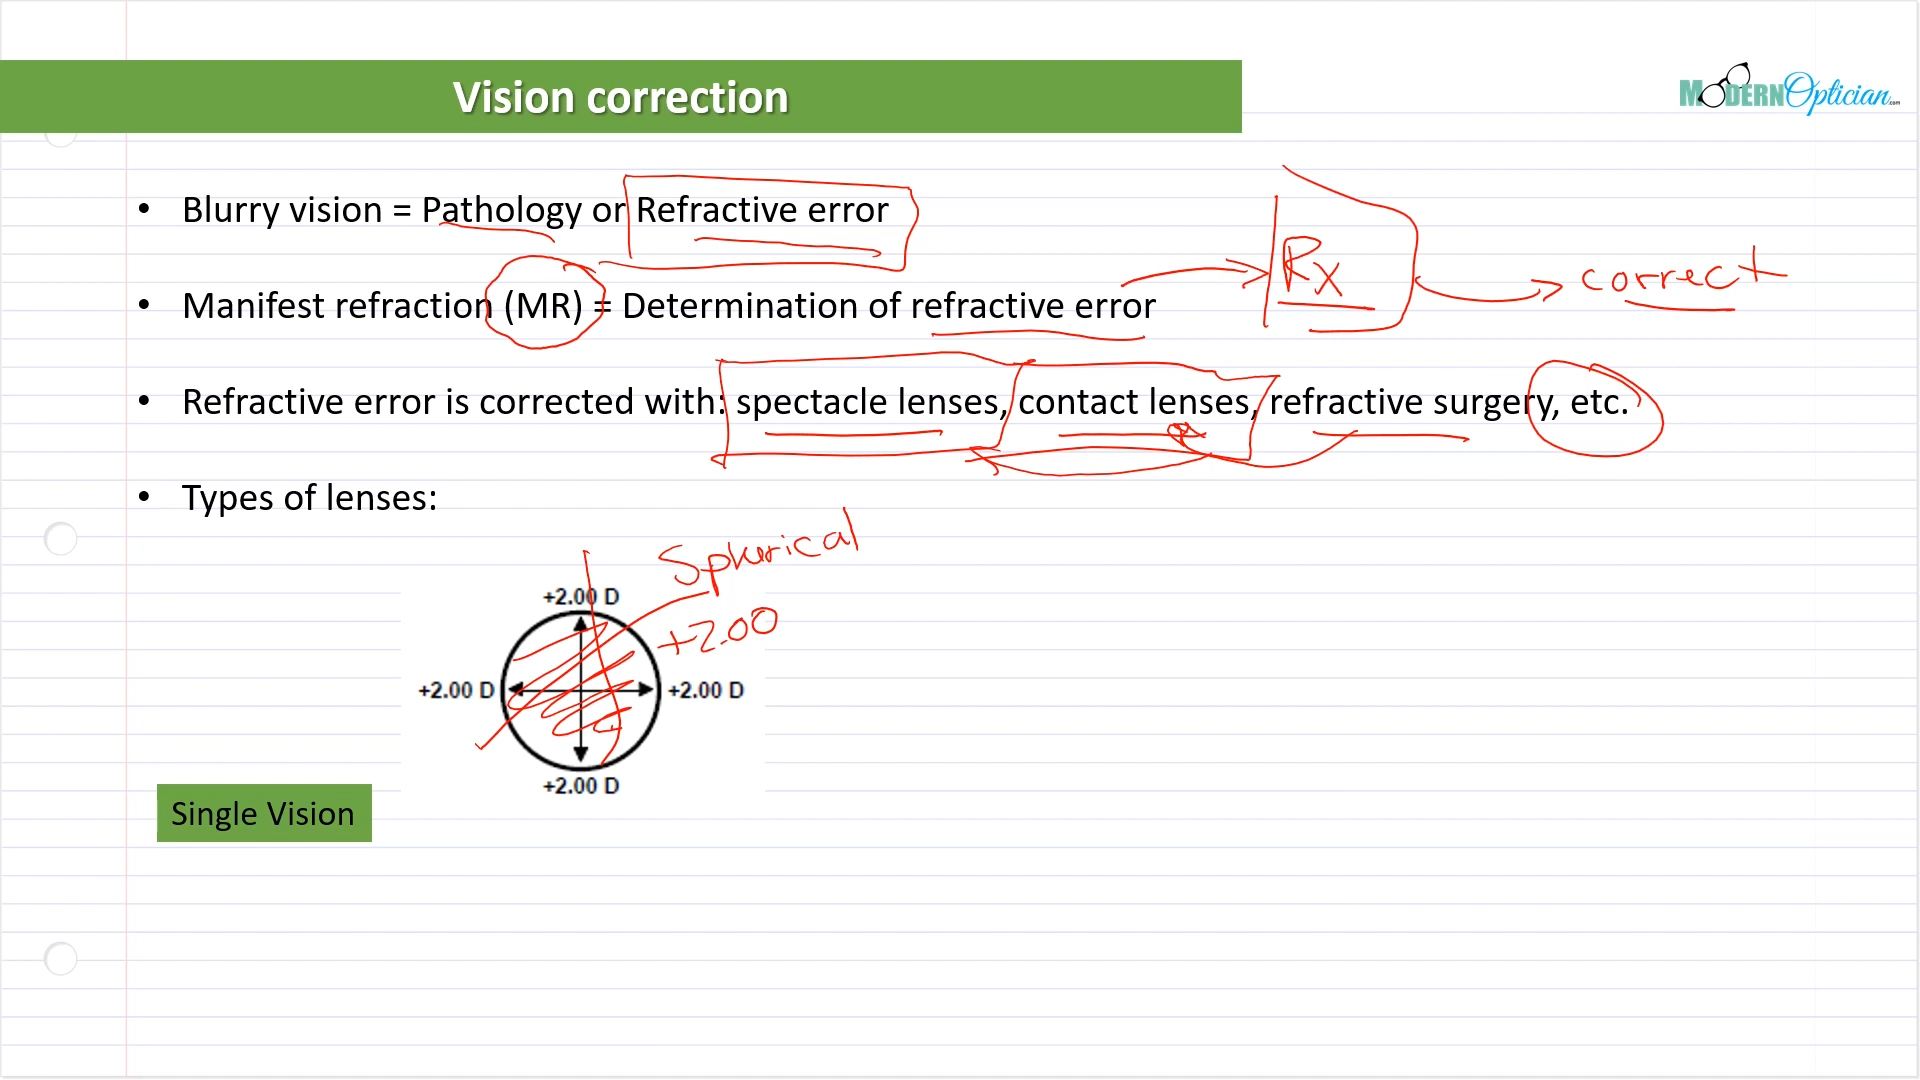 Vision correction
MODERNOptician.com
• Blurry vision = Pathology or Refractive error
Rx
correct
• Manifest refraction (MR) = Determination of refractive error
• Refractive error is corrected with: spectacle lenses, contact lenses, refractive surgery, etc.
• Types of lenses:
Spherical
+2.00 D
+2.00
+2.00 D +2.00 D
+2.00 D
Single Vision